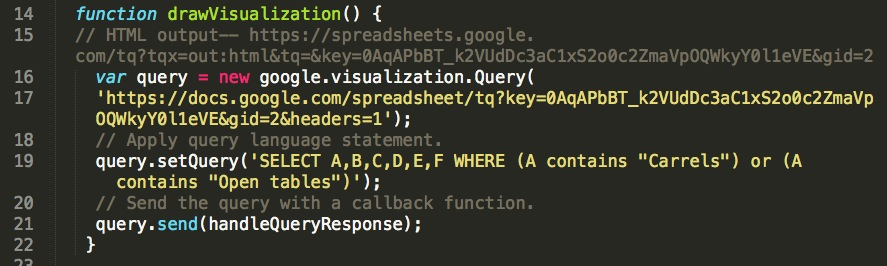 14 function drawVisualization() {
15 // HTML output–– https://spreadsheets.google.
com/tq?tqx=out:html&tq=&key=0AqAPbBT_k2VUdDc3aC1xS2o0c2ZmaVpOQWkyY0l1eVE&gid=2
16 var query = new google.visualization.Query(
17 'https://docs.google.com/spreadsheet/tq?key=0AqAPbBT_k2VUdDc3aC1xS2o0c2ZmaVp
OQWkyY0l1eVE&gid=2&headers=1');
18 // Apply query language statement.
19 query.setQuery('SELECT A,B,C,D,E,F WHERE (A contains "Carrels") or (A
contains "Open tables")');
20 // Send the query with a callback function.
21 query.send(handleQueryResponse);
22 }
23